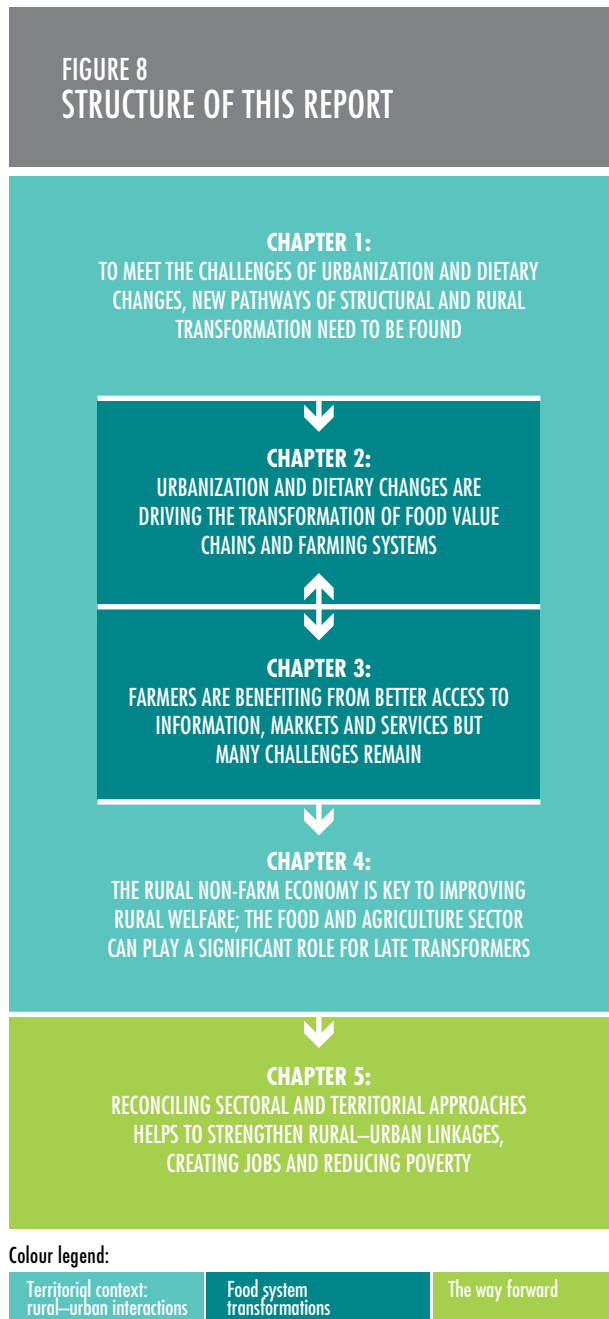 FIGURE 8
STRUCTURE OF THIS REPORT
CHAPTER 1:
TO MEET THE CHALLENGES OF URBANIZATION AND DIETARY
CHANGES, NEW PATHWAYS OF STRUCTURAL AND RURAL
TRANSFORMATION NEED TO BE FOUND
CHAPTER 2:
URBANIZATION AND DIETARY CHANGES ARE
DRIVING THE TRANSFORMATION OF FOOD VALUE
CHAINS AND FARMING SYSTEMS
CHAPTER 3:
FARMERS ARE BENEFITING FROM BETTER ACCESS TO
INFORMATION, MARKETS AND SERVICES BUT
MANY CHALLENGES REMAIN
CHAPTER 4:
THE RURAL NON-FARM ECONOMY IS KEY TO IMPROVING
RURAL WELFARE; THE FOOD AND AGRICULTURE SECTOR
CAN PLAY A SIGNIFICANT ROLE FOR LATE TRANSFORMERS
CHAPTER 5:
RECONCILING SECTORAL AND TERRITORIAL APPROACHES
HELPS TO STRENGTHEN RURAL–URBAN LINKAGES,
CREATING JOBS AND REDUCING POVERTY
Colour legend:
Territorial context:
rural–urban interactions
Food system
transformations
The way forward